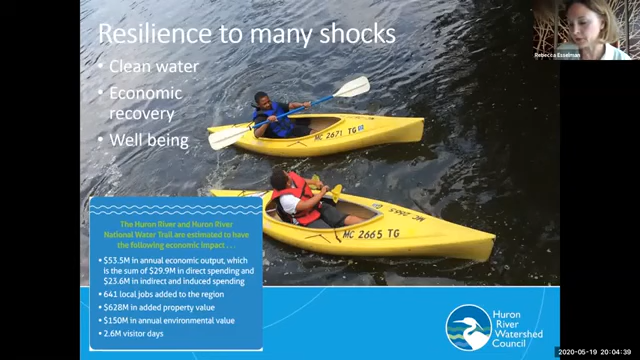 Resilience to many shocks
• Clean water
• Economic
recovery
• Well being
Rebecca Esselman
MC 2671 TG
MC 2665 TG
2665
The Huron River and Huron River
National Water Trail are estimated to have
the following economic impact . . .
• $53.5M in annual economic output, which
is the sum of $29.9M in direct spending and
$23.6M in indirect and induced spending
• 641 local jobs added to the region
• $628M in added property value
• $150M in annual environmental value
• 2.6M visitor days
Huron
River
Watershed
Council
2020-05-19 20:04:39